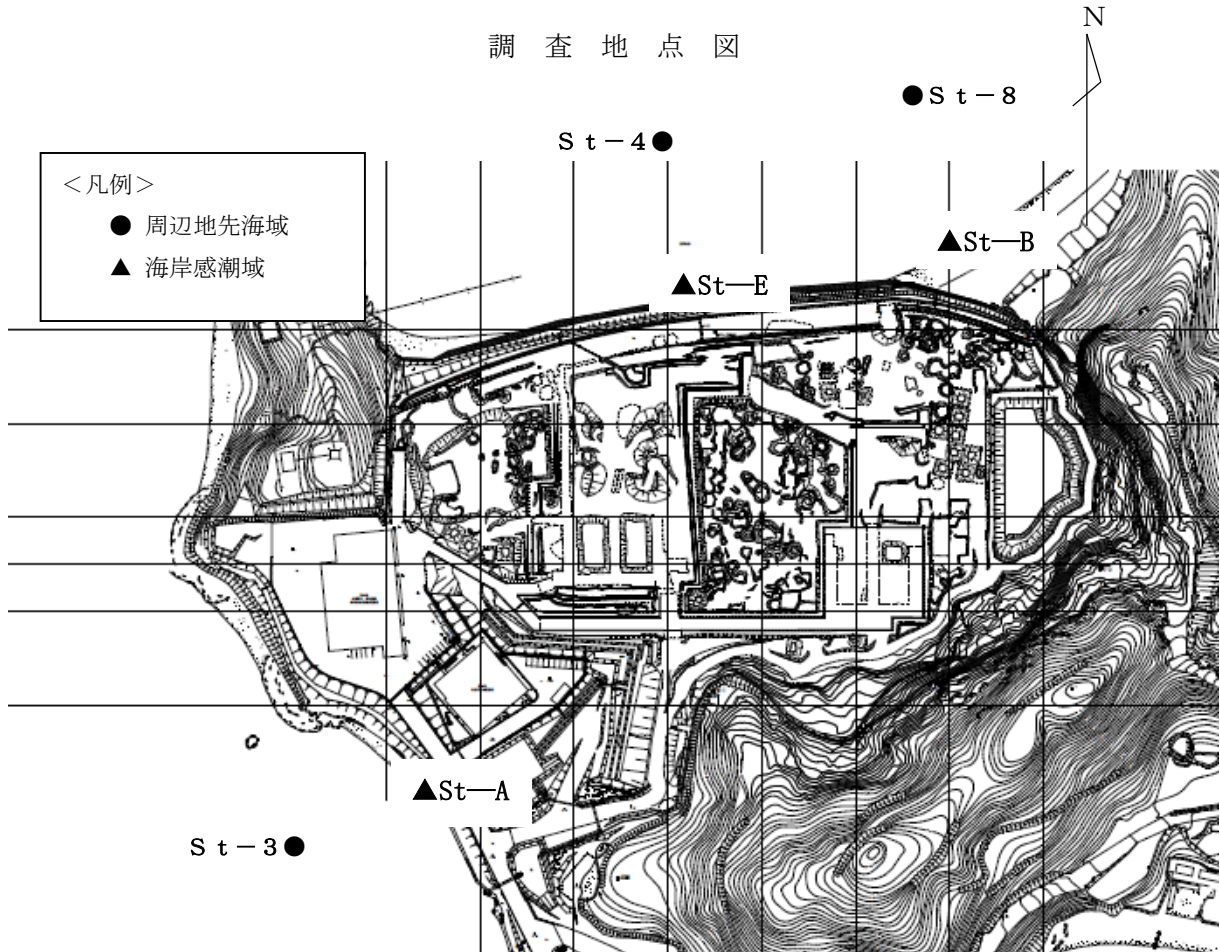 調査地点図
N
●Ｓｔ－８
Ｓｔ－４●
＜凡例＞
● 周辺地先海域
▲ 海岸感潮域
▲St―B
▲St―E
▲St―A
Ｓｔ－３●